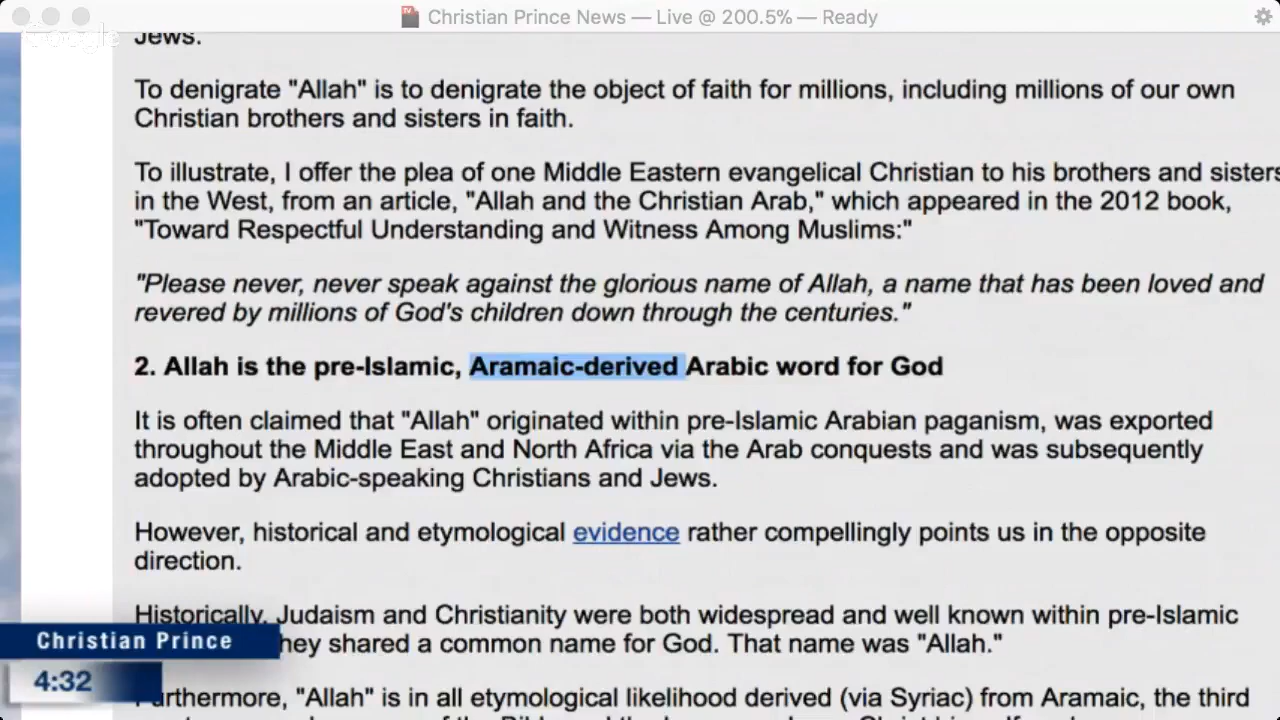 Christian Prince News — Live @ 200.5% — Ready
Google
Jews.
To denigrate "Allah" is to denigrate the object of faith for millions, including millions of our own
Christian brothers and sisters in faith.
To illustrate, I offer the plea of one Middle Eastern evangelical Christian to his brothers and sisters
in the West, from an article, "Allah and the Christian Arab," which appeared in the 2012 book,
"Toward Respectful Understanding and Witness Among Muslims:"
"Please never, never speak against the glorious name of Allah, a name that has been loved and
revered by millions of God's children down through the centuries."
2. Allah is the pre-Islamic, Aramaic-derived Arabic word for God
It is often claimed that "Allah" originated within pre-Islamic Arabian paganism, was exported
throughout the Middle East and North Africa via the Arab conquests and was subsequently
adopted by Arabic-speaking Christians and Jews.
However, historical and etymological evidence rather compellingly points us in the opposite
direction.
Historically, Judaism and Christianity were both widespread and well known within pre-Islamic
hey shared a common name for God. That name was "Allah."
Christian Prince
4:32
Furthermore, "Allah" is in all etymological likelihood derived (via Syriac) from Aramaic, the third